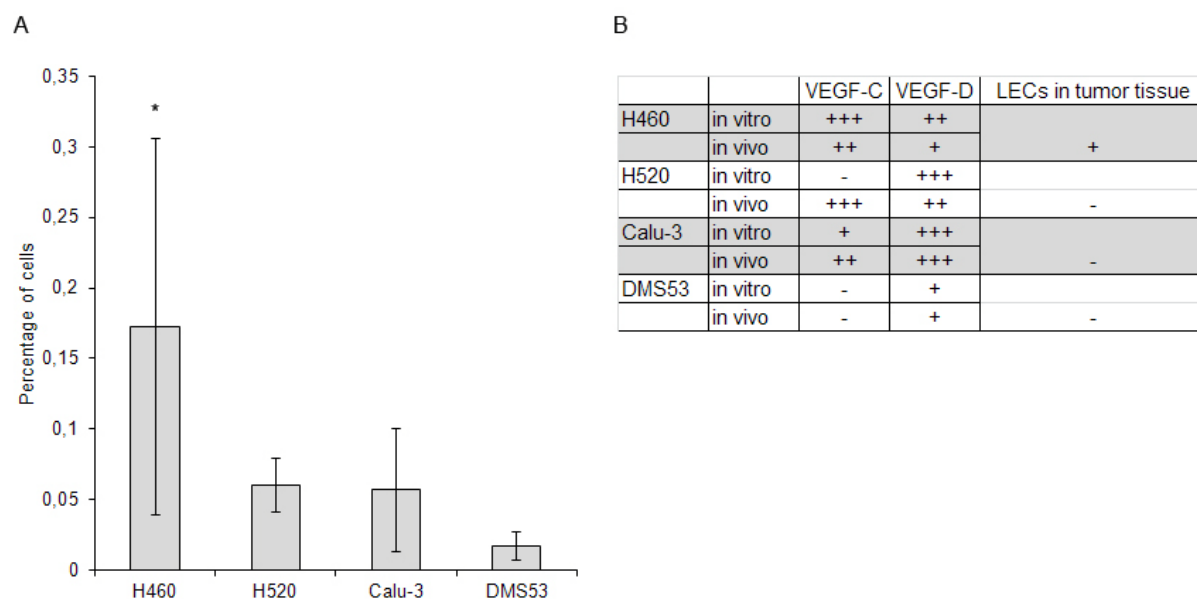 A
B
0,35
0,3
0,25
0,2
0,15
0,1
0,05
0
Percentage of cells
*
H460 H520 Calu-3 DMS53
VEGF-C VEGF-D LECs in tumor tissue
H460 in vitro +++ ++
in vivo ++ + +
H520 in vitro - +++
in vivo +++ ++ -
Calu-3 in vitro + +++
in vivo ++ +++ -
DMS53 in vitro - +
in vivo - + -